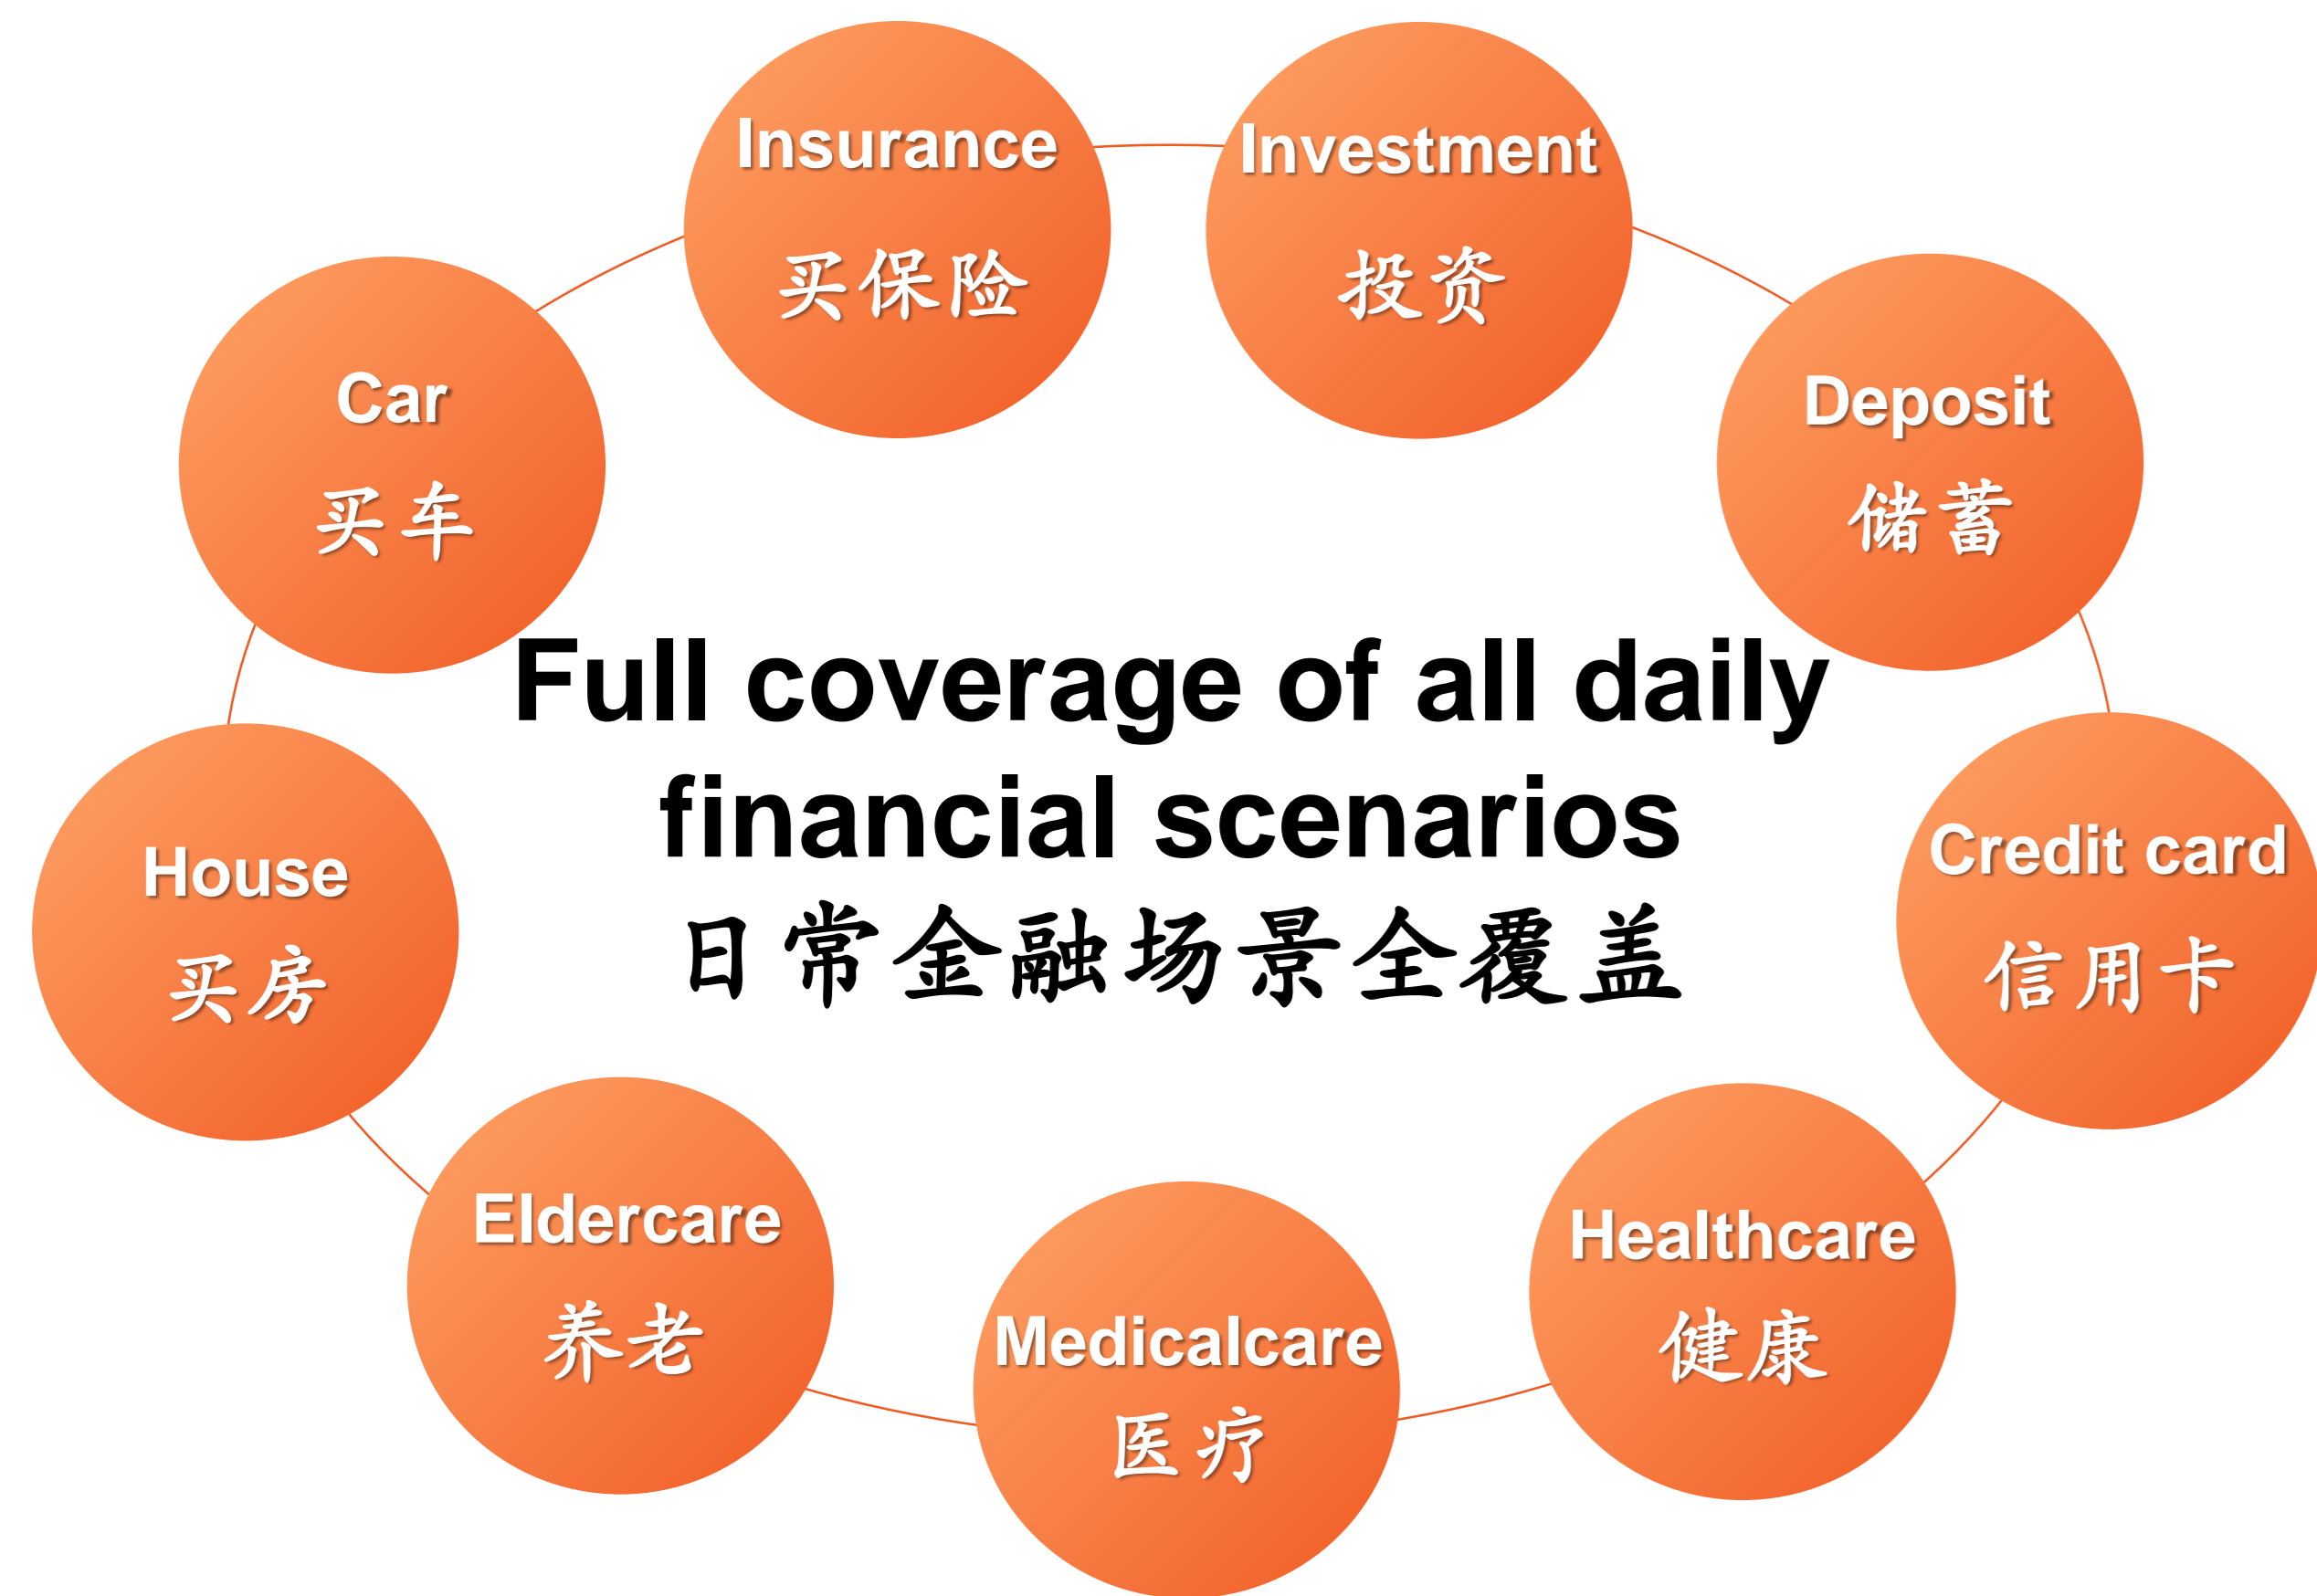 Insurance
买保险
Investment
投资
Car
买车
Deposit
储蓄
Full coverage of all daily
financial scenarios
日常金融场景全覆盖
House
买房
Credit card
信用卡
Eldercare
养老
Healthcare
健康
Medicalcare
医疗